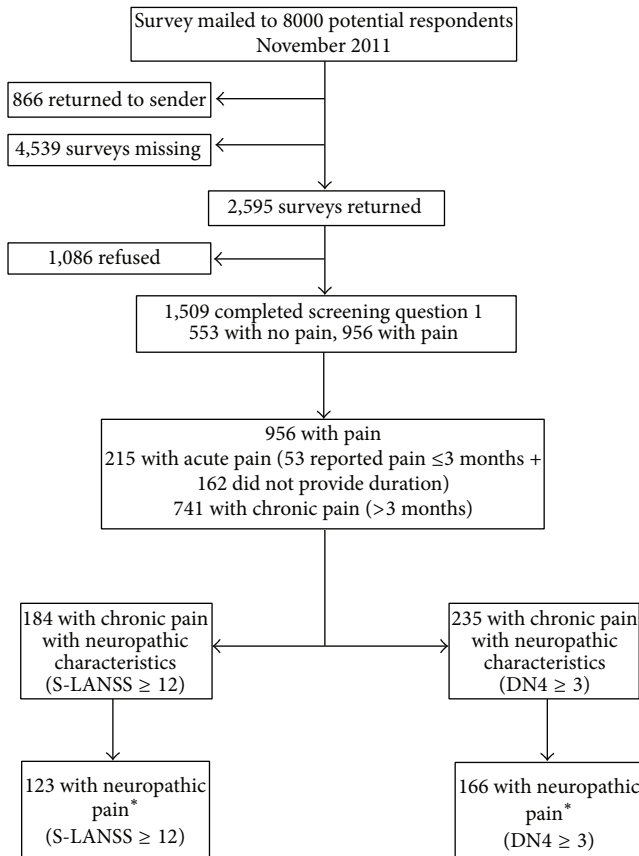 Survey mailed to 8000 potential respondents
November 2011
866 returned to sender
4,539 surveys missing
2,595 surveys returned
1,086 refused
1,509 completed screening question 1
553 with no pain, 956 with pain
956 with pain
215 with acute pain (53 reported pain ≤3 months +
162 did not provide duration)
741 with chronic pain (>3 months)
184 with chronic pain
with neuropathic
characteristics
(S-LANSS ≥ 12)
235 with chronic pain
with neuropathic
characteristics
(DN4 ≥ 3)
123 with neuropathic
pain*
(S-LANSS ≥ 12)
166 with neuropathic
pain*
(DN4 ≥ 3)